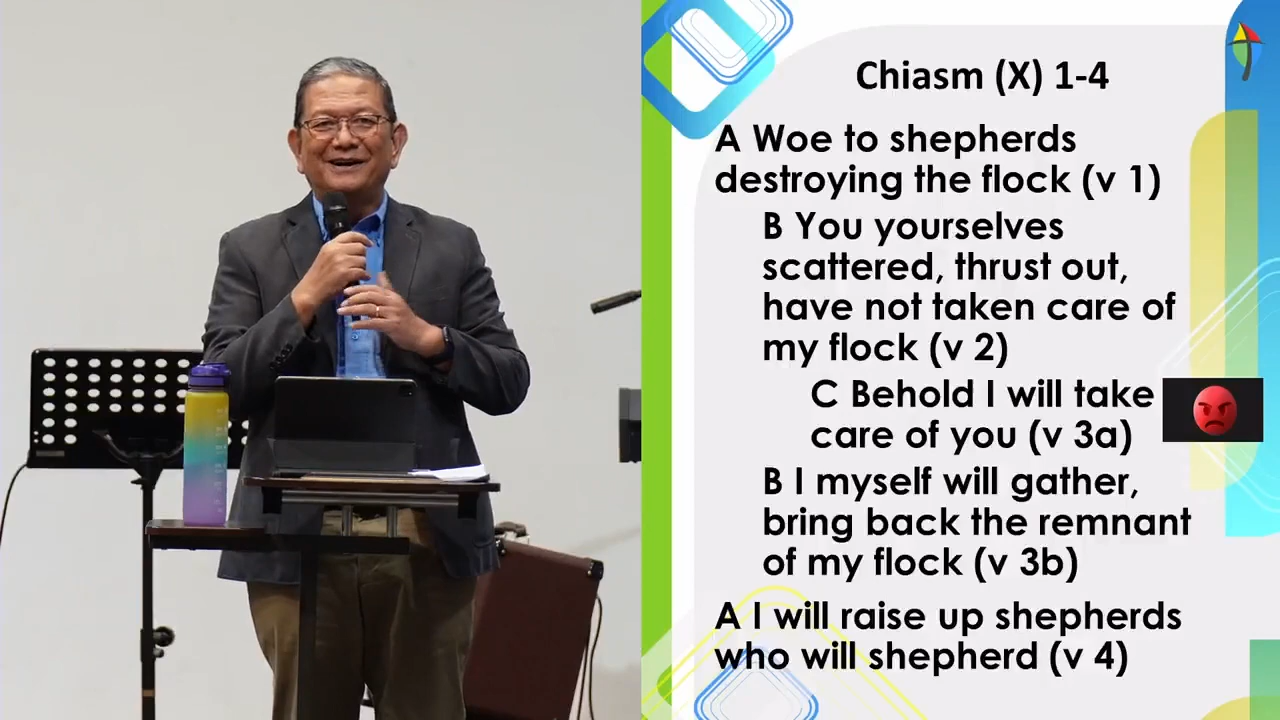 Chiasm (X) 1-4
A Woe to shepherds
destroying the flock (v 1)
B You yourselves
scattered, thrust out,
have not taken care of
my flock (v 2)
C Behold I will take
care of you (v 3a)
B I myself will gather,
bring back the remnant
of my flock (v 3b)
A I will raise up shepherds
who will shepherd (v 4)